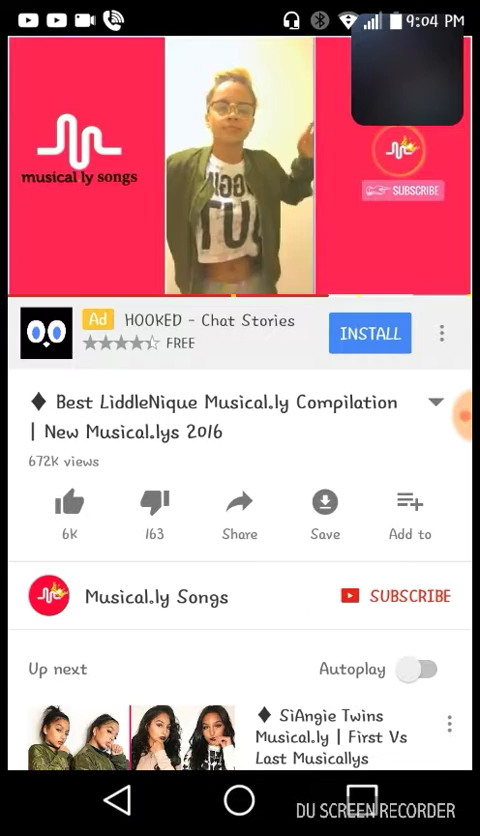 9:04 PM
musical.ly songs
SUBSCRIBE
Ad HOOKED - Chat Stories
FREE
INSTALL
♦ Best LiddleNique Musical.ly Compilation
| New Musical.lys 2016
672K views
6K
163
Share
Save
Add to
Musical.ly Songs
SUBSCRIBE
Up next
Autoplay
♦ SiAngie Twins
Musical.ly | First Vs
Last Musicallys
DU SCREEN RECORDER